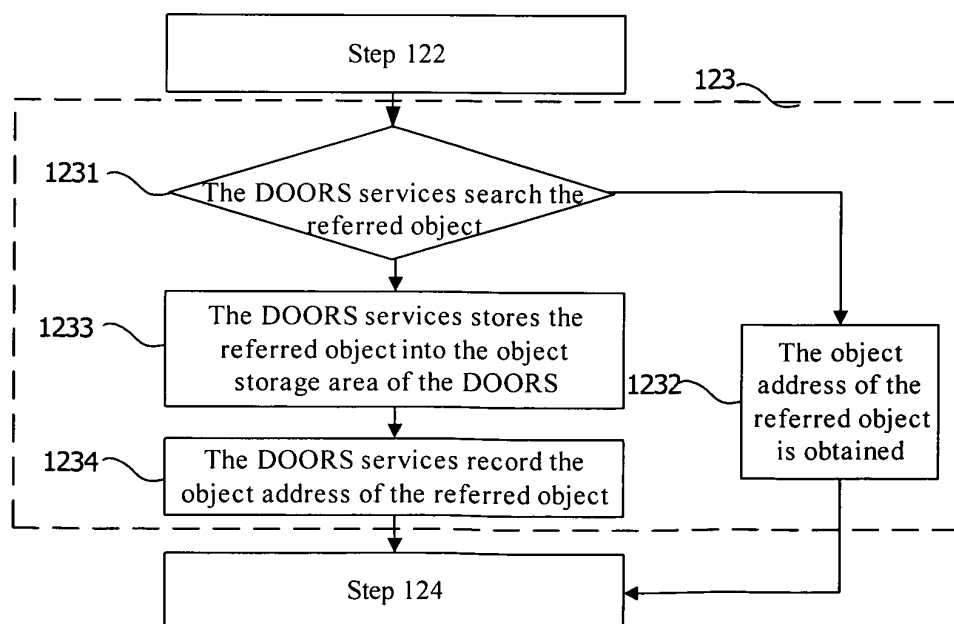 Step 122
123
1231
The DOORS services search the
referred object
1233
The DOORS services stores the
referred object into the object
storage area of the DOORS
1232
The object
address of the
referred object
is obtained
1234
The DOORS services record the
object address of the referred object
Step 124